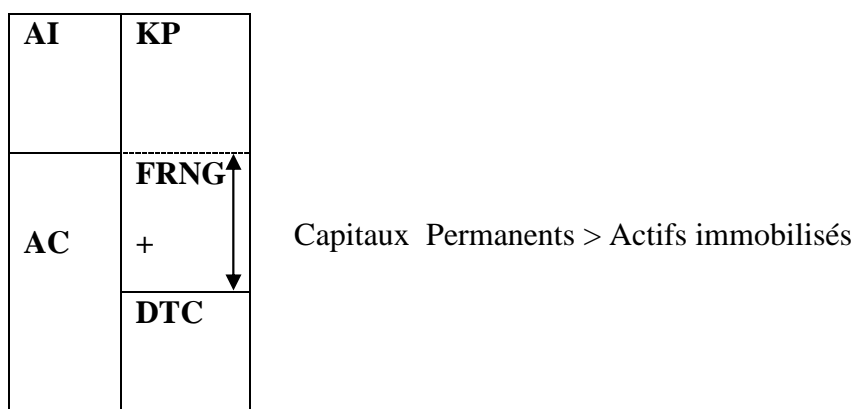 AI KP
FRNG
AC + Capitaux Permanents > Actifs immobilisés
DTC